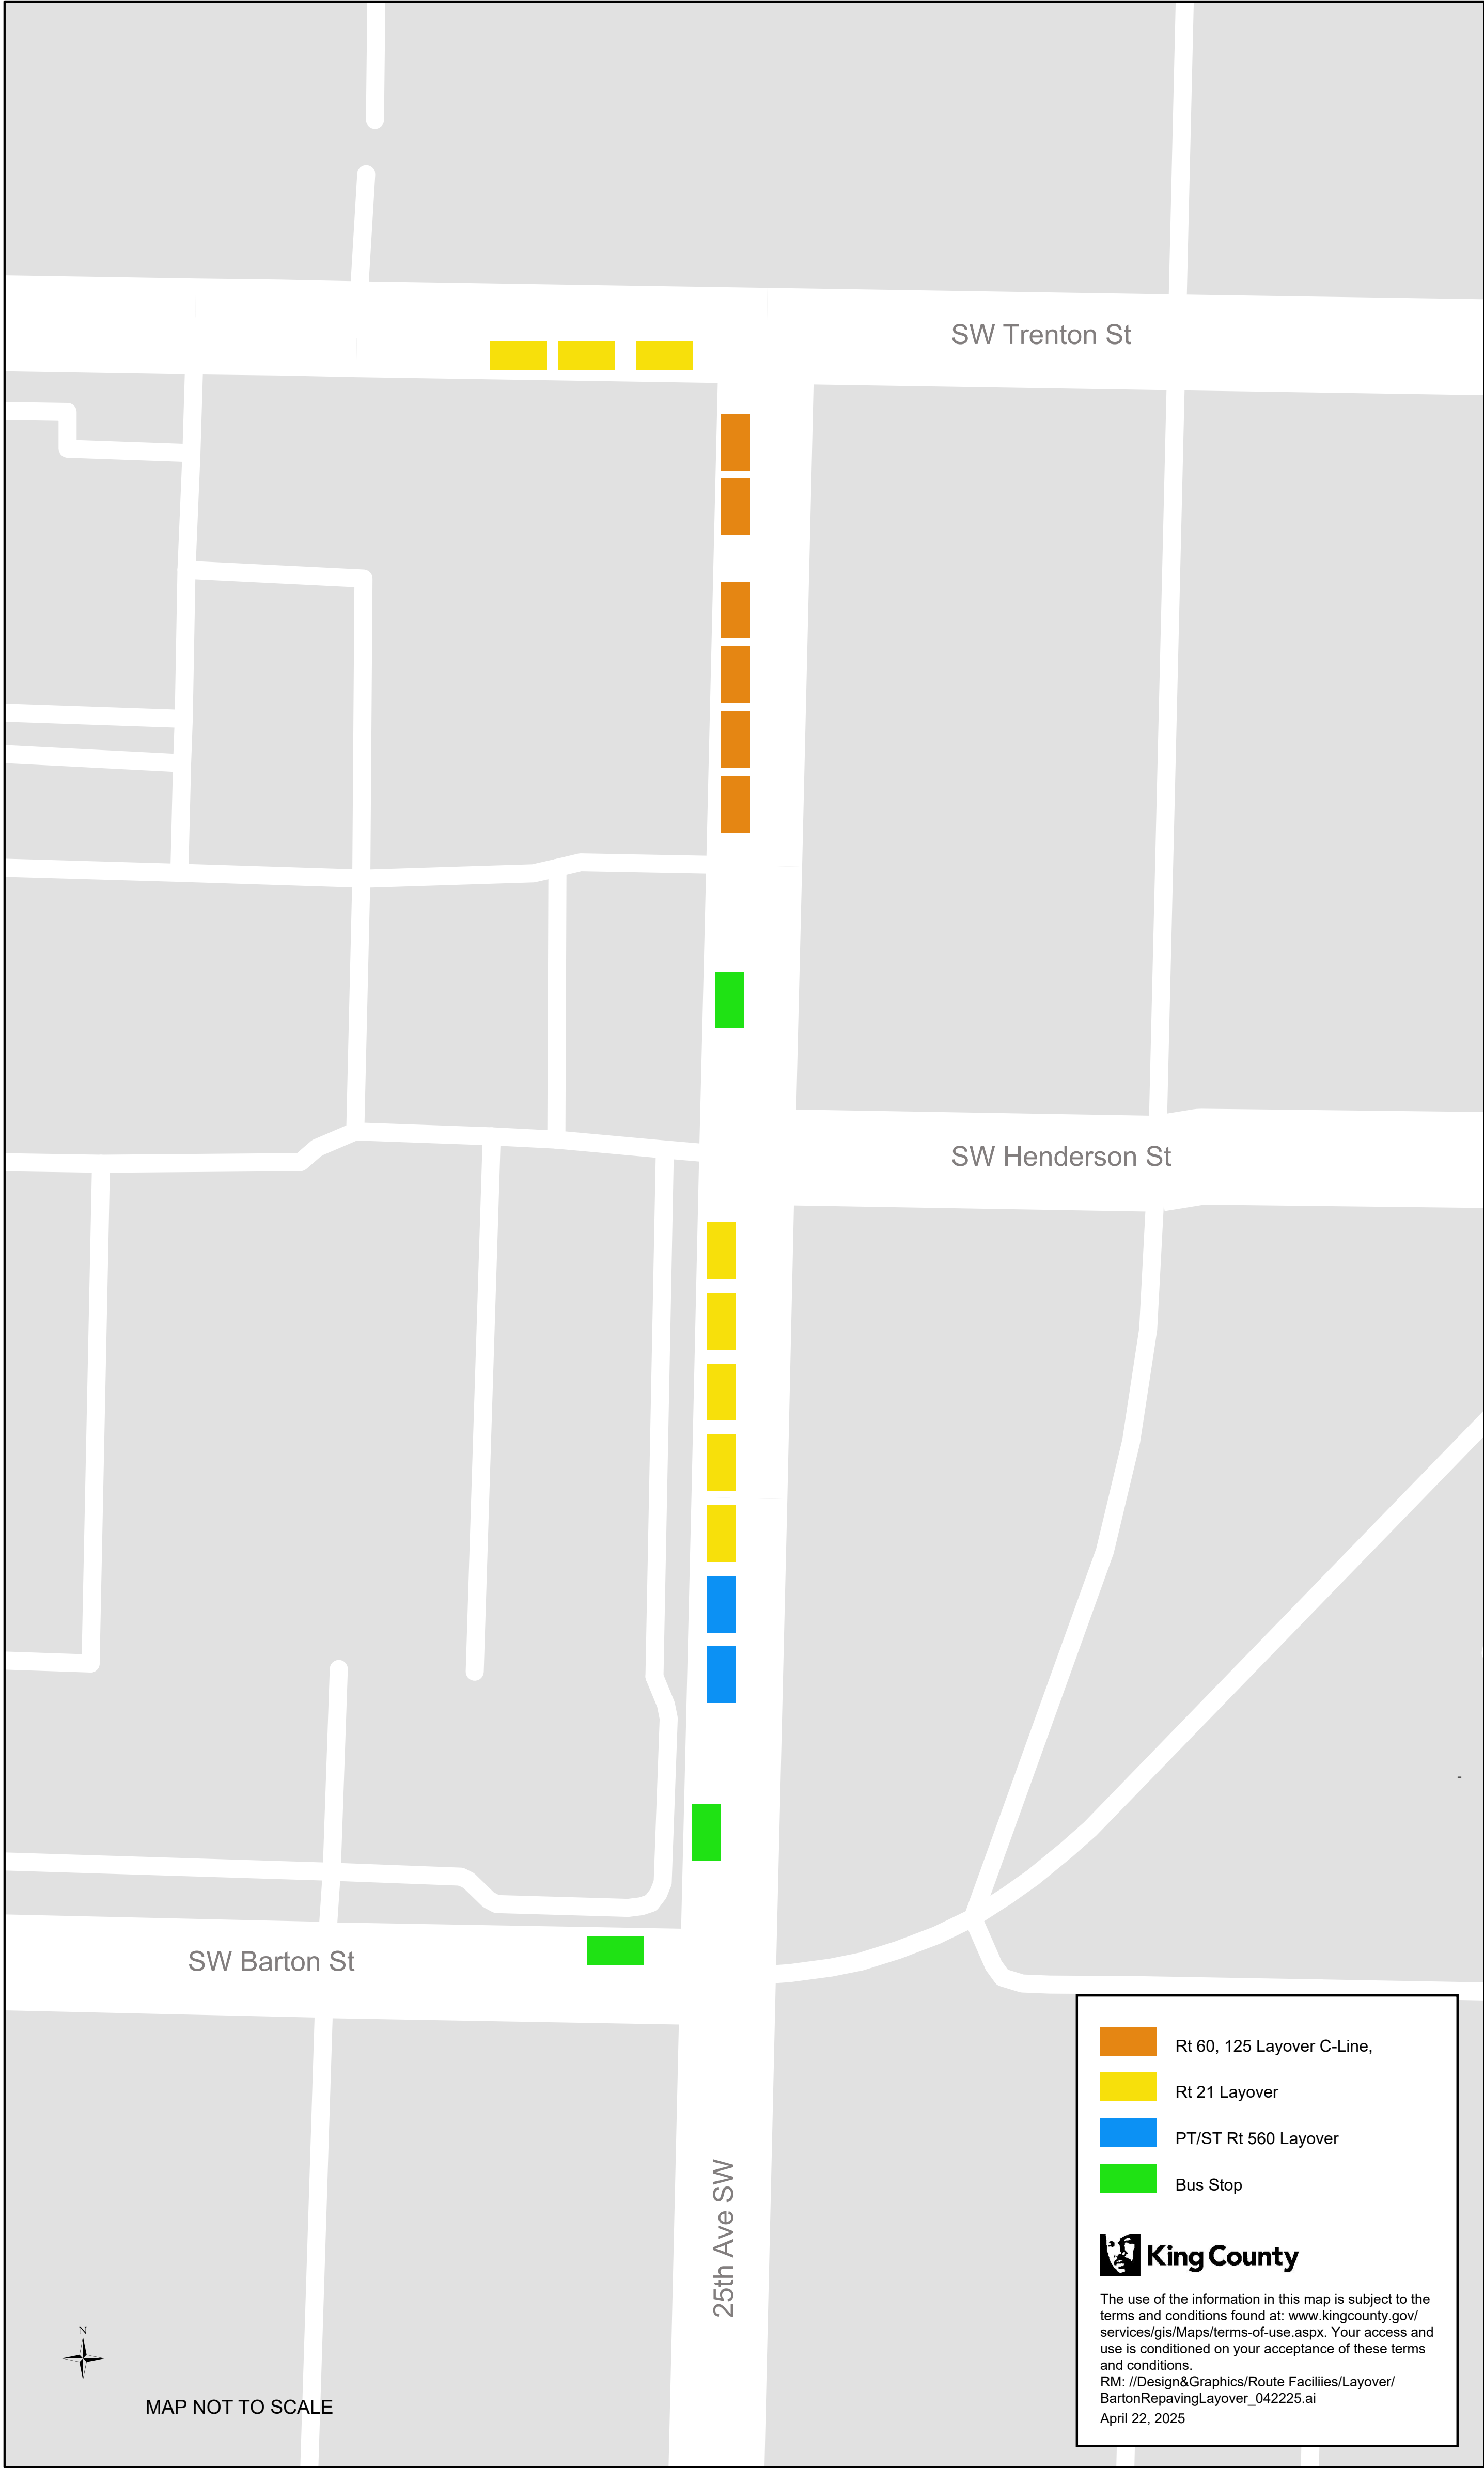 SW Trenton St
SW Henderson St
SW Barton St
25th Ave SW
Rt 60, 125 Layover C-Line,
Rt 21 Layover
PT/ST Rt 560 Layover
Bus Stop
King County
The use of the information in this map is subject to the
terms and conditions found at: www.kingcounty.gov/
services/gis/Maps/terms-of-use.aspx. Your access and
use is conditioned on your acceptance of these terms
and conditions.
RM: //Design&Graphics/Route Faciliies/Layover/
BartonRepavingLayover_042225.ai
April 22, 2025
N
MAP NOT TO SCALE